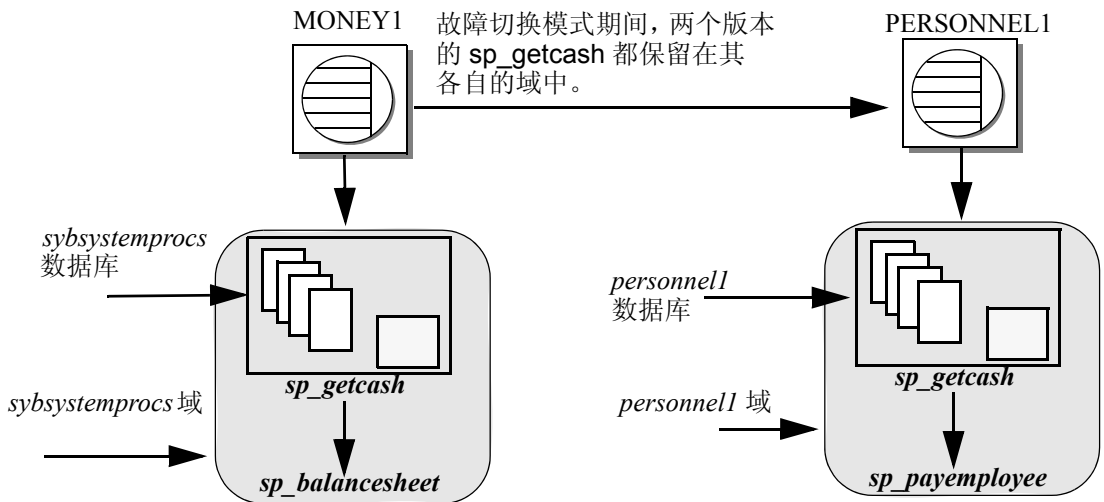 MONEY1
故障切换模式期间，两个版本
的 sp_getcash 都保留在其
各自的域中。
PERSONNEL1
sybsystemprocs
数据库
personnel1
数据库
sp_getcash
sp_getcash
sybsystemprocs 域
personnel1 域
sp_balancesheet
sp_payemployee